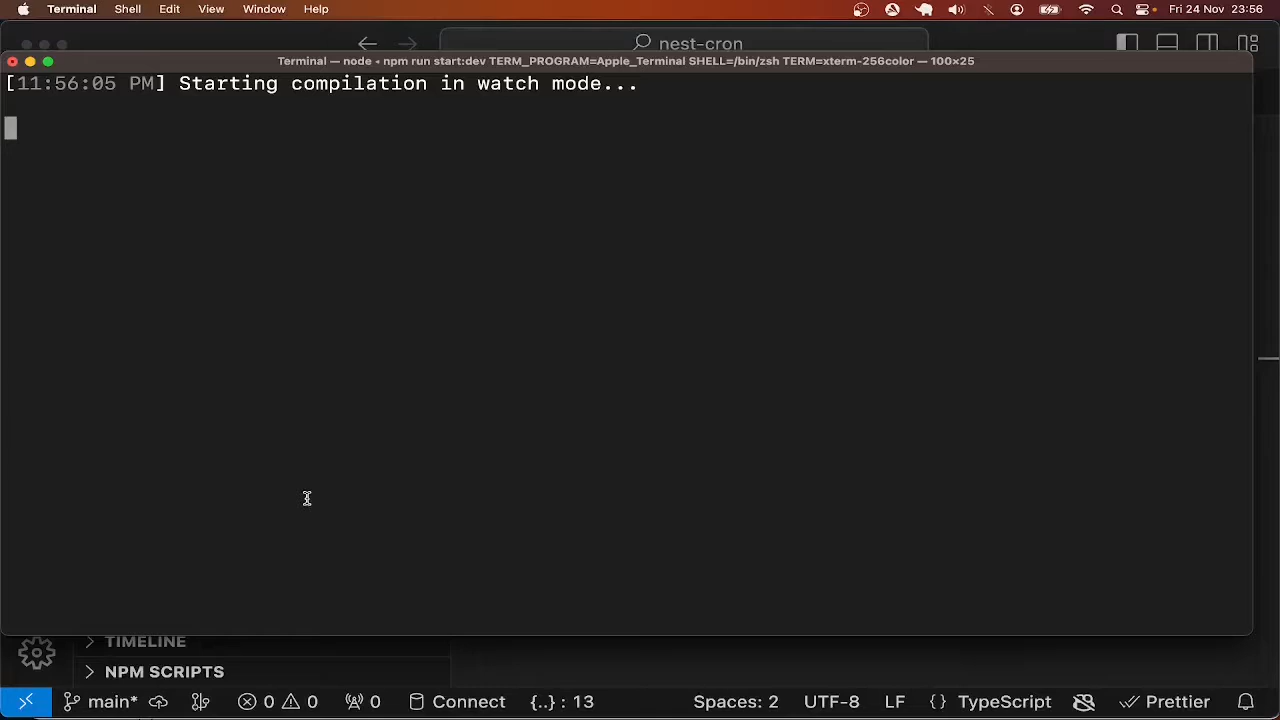 Terminal Shell Edit View Window Help Fri 24 Nov 23:56
nest-cron
Terminal — node ◂ npm run start:dev TERM_PROGRAM=Apple_Terminal SHELL=/bin/zsh TERM=xterm-256color — 100×25
[11:56:05 PM] Starting compilation in watch mode...
TIMELINE
NPM SCRIPTS
main* 0 0 0 Connect {..} : 13 Spaces: 2 UTF-8 LF {} TypeScript Prettier